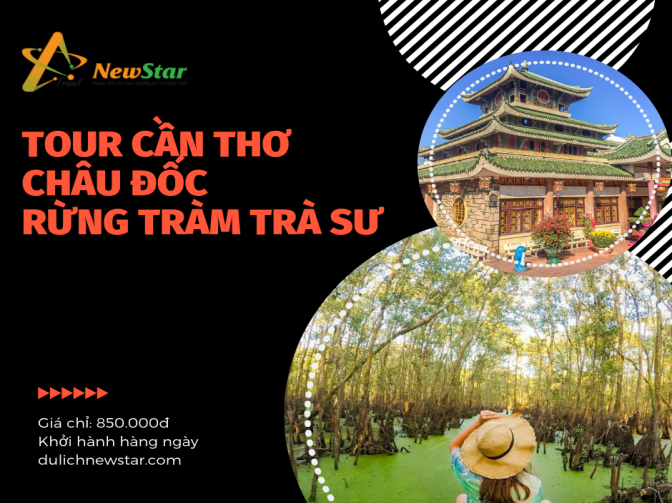 NewStar
TOUR CẦN THƠ
CHÂU ĐỐC
RỪNG TRÀM TRÀ SƯ
Giá chỉ: 850.000đ
Khởi hành hàng ngày
dulichnewstar.com